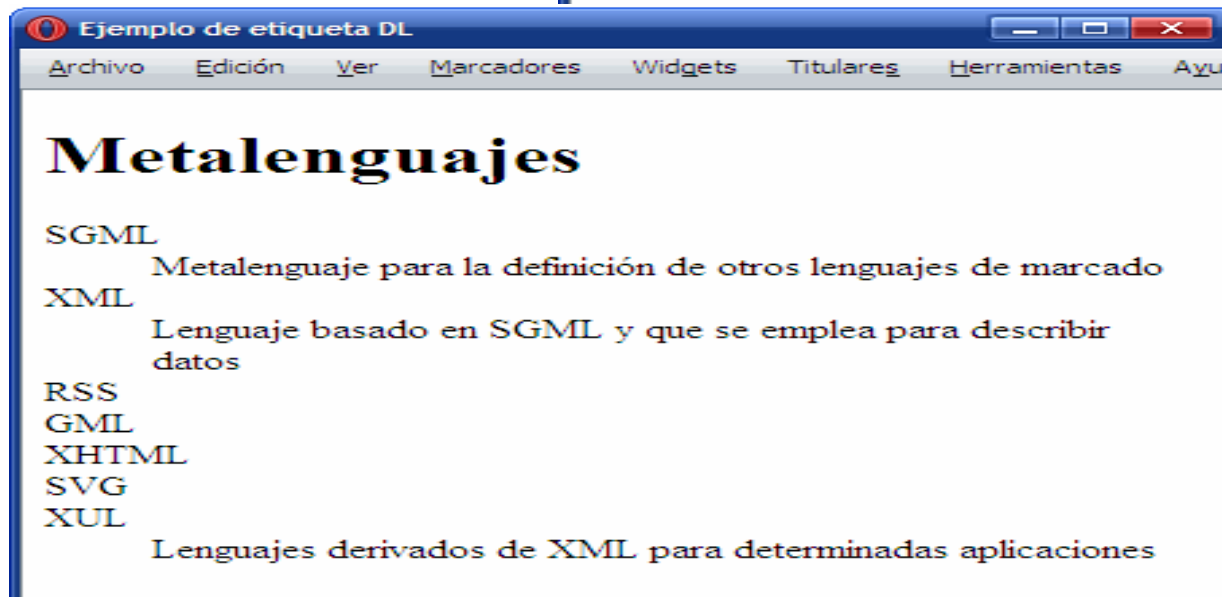 Ejemplo de etiqueta DL
Archivo Edición Ver Marcadores Widgets Titulares Herramientas Ayu
Metalenguajes
SGML
Metalenguaje para la definición de otros lenguajes de marcado
XML
Lenguaje basado en SGML y que se emplea para describir
datos
RSS
GML
XHTML
SVG
XUL
Lenguajes derivados de XML para determinadas aplicaciones